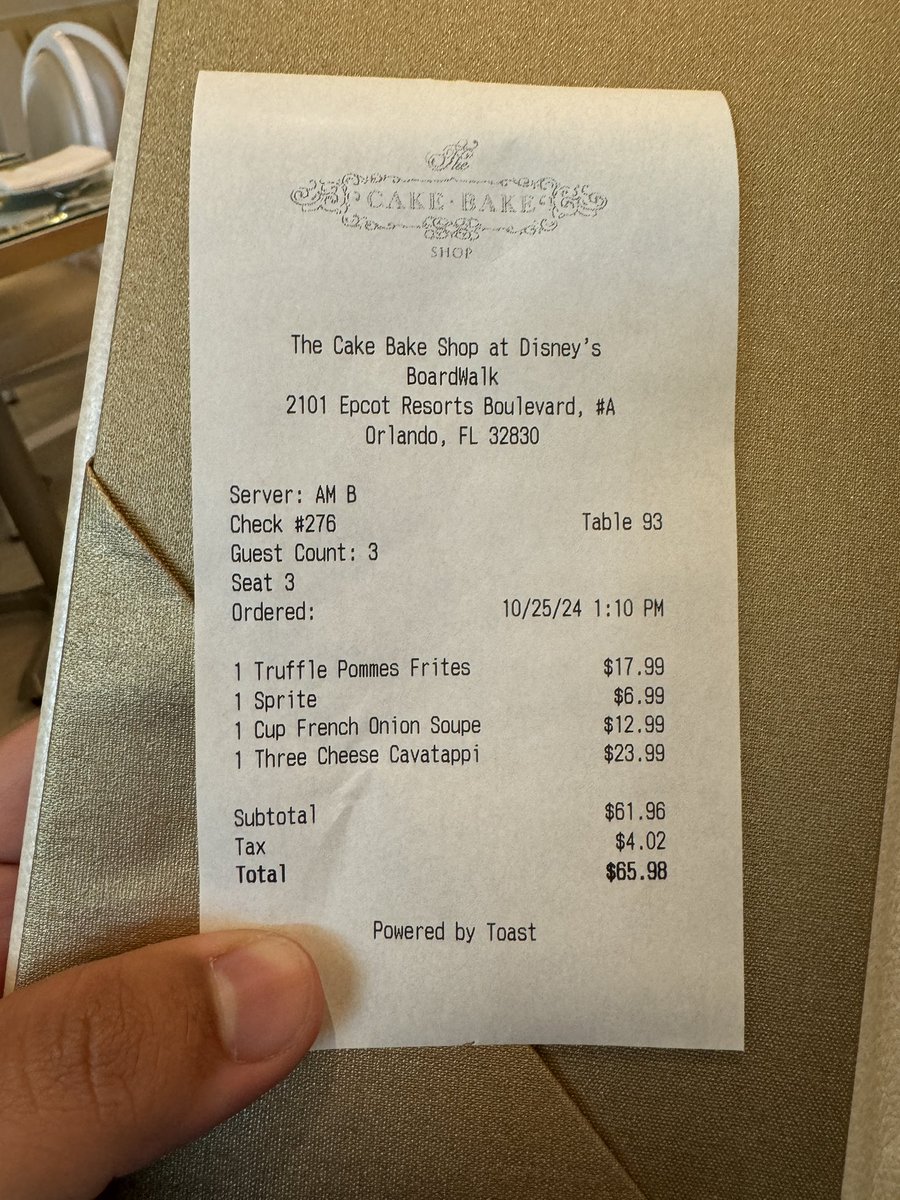 The
CAKE·BAKE
SHOP
The Cake Bake Shop at Disney's
BoardWalk
2101 Epcot Resorts Boulevard, #A
Orlando, FL 32830
Server: AM B
Check #276 Table 93
Guest Count: 3
Seat 3
Ordered: 10/25/24 1:10 PM
1 Truffle Pommes Frites $17.99
1 Sprite $6.99
1 Cup French Onion Soupe $12.99
1 Three Cheese Cavatappi $23.99
Subtotal $61.96
Tax $4.02
Total $65.98
Powered by Toast